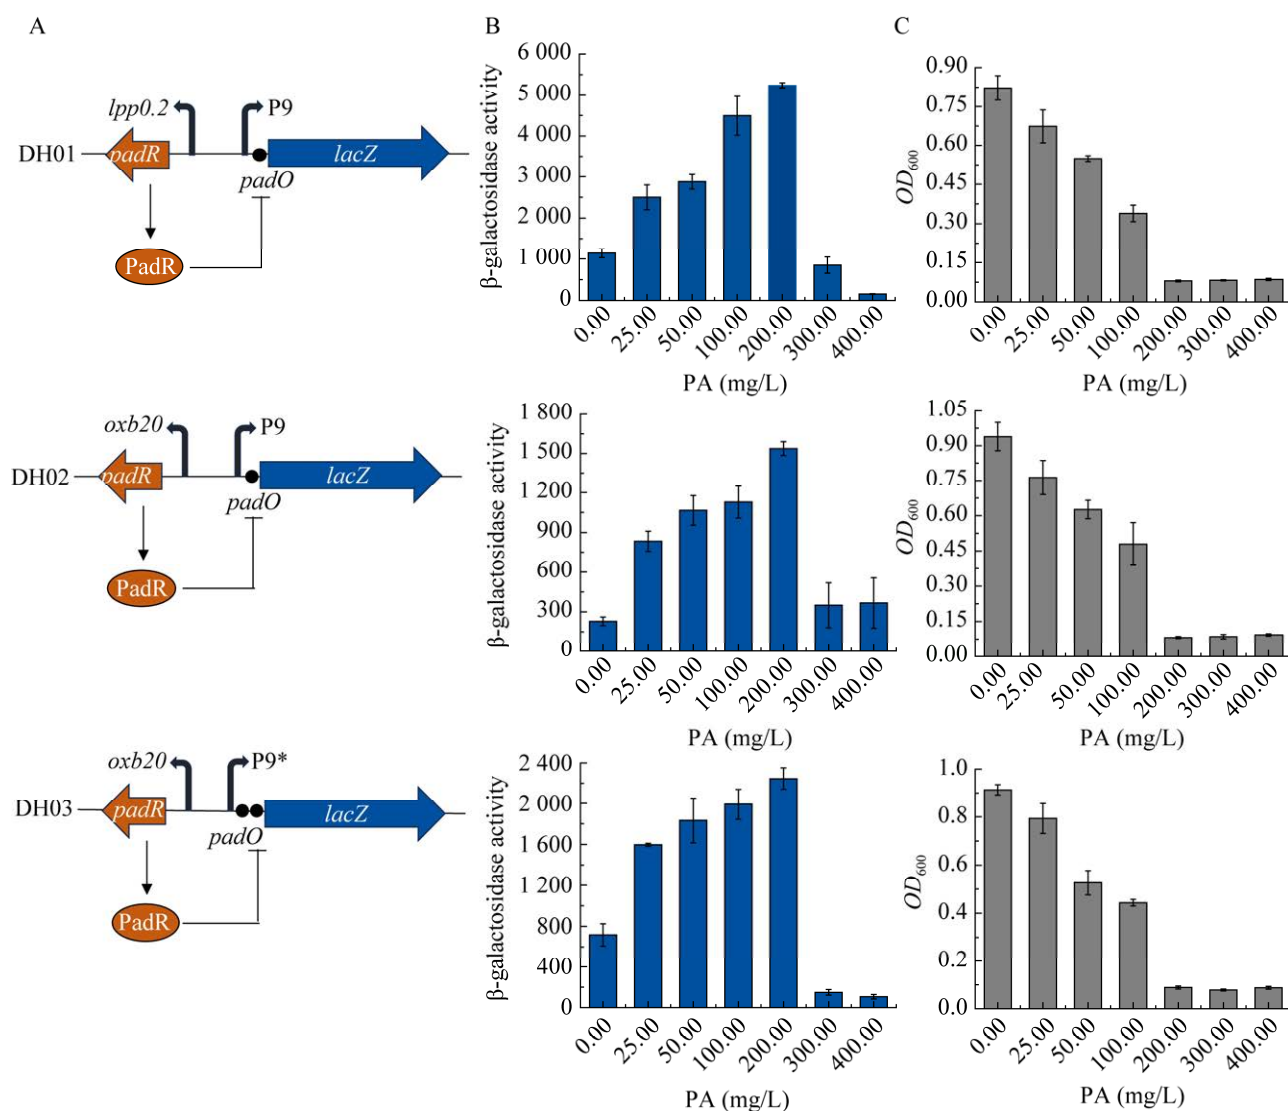 A
lpp0.2
P9
DH01
padR
lacZ
padO
PadR
oxb20
P9
DH02
padR
lacZ
padO
PadR
oxb20
P9*
DH03
padR
lacZ
padO
PadR
B
β-galactosidase activity
6 000
5 000
4 000
3 000
2 000
1 000
0
0.00 25.00 50.00 100.00 200.00 300.00 400.00
PA (mg/L)
β-galactosidase activity
1 800
1 500
1 200
900
600
300
0
0.00 25.00 50.00 100.00 200.00 300.00 400.00
PA (mg/L)
β-galactosidase activity
2 400
2 000
1 600
1 200
800
400
0
0.00 25.00 50.00 100.00 200.00 300.00 400.00
PA (mg/L)
C
OD600
0.90
0.75
0.60
0.45
0.30
0.15
0.00
0.00 25.00 50.00 100.00 200.00 300.00 400.00
PA (mg/L)
OD600
1.05
0.90
0.75
0.60
0.45
0.30
0.15
0.00
0.00 25.00 50.00 100.00 200.00 300.00 400.00
PA (mg/L)
OD600
1.0
0.8
0.6
0.4
0.2
0.0
0.00 25.00 50.00 100.00 200.00 300.00 400.00
PA (mg/L)